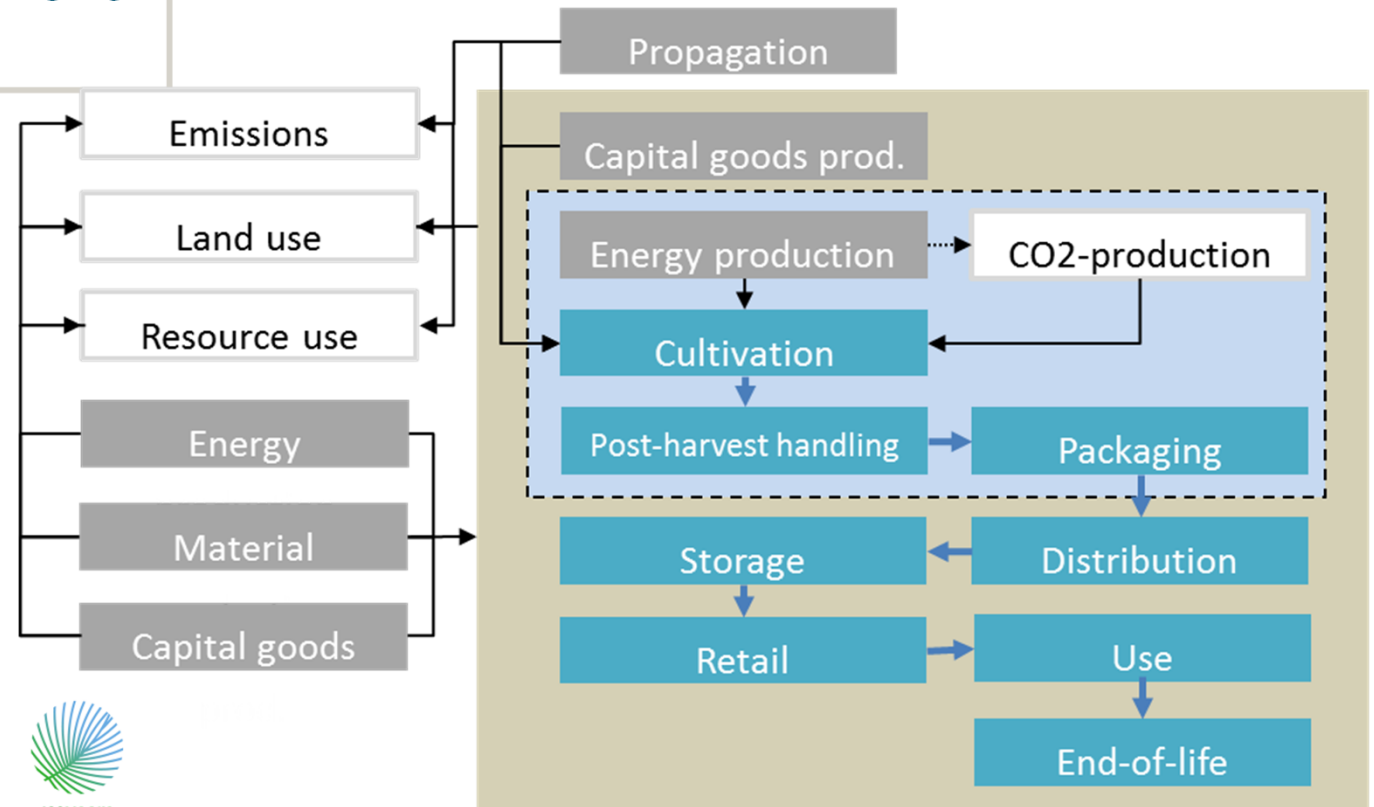 Propagation
Emissions
Capital goods prod.
Land use
Energy production
CO2-production
Resource use
Cultivation
Energy
Post-harvest handling
Packaging
Material
Storage
Distribution
Capital goods
Retail
Use
End-of-life